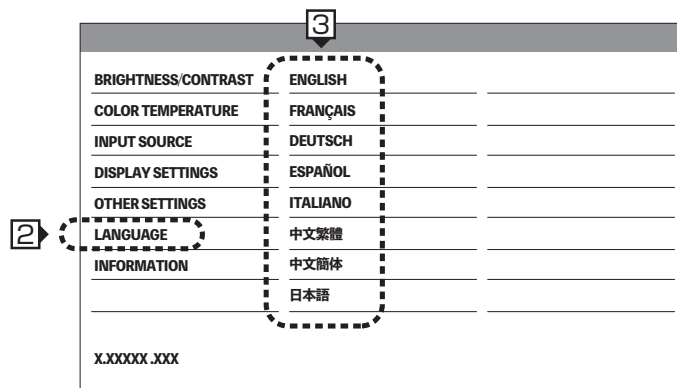 3
BRIGHTNESS/CONTRAST ENGLISH
COLOR TEMPERATURE FRANÇAIS
INPUT SOURCE DEUTSCH
DISPLAY SETTINGS ESPAÑOL
OTHER SETTINGS ITALIANO
2 LANGUAGE 中文繁體
INFORMATION 中文簡体
日本語
X.XXXXX .XXX